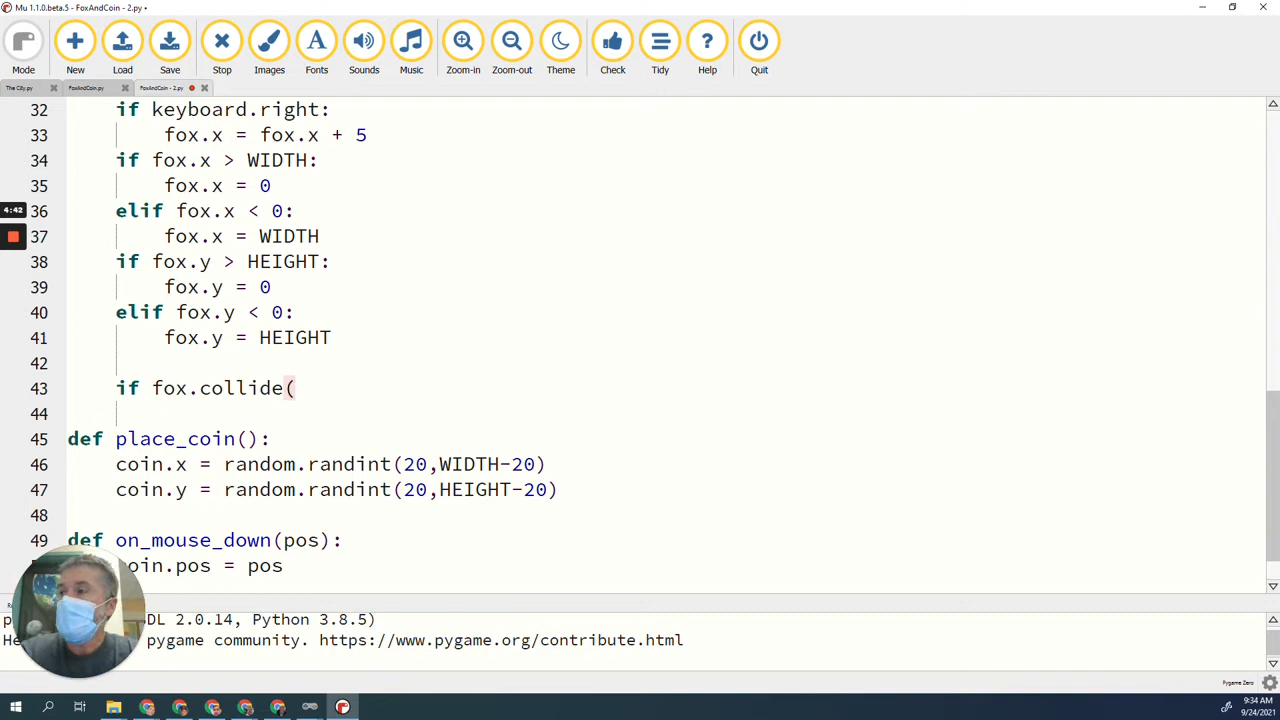 Mu 1.1.0.beta.5 - FoxAndCoin - 2.py •
Mode
New
Load
Save
Stop
Images
Fonts
Sounds
Music
Zoom-in
Zoom-out
Theme
Check
Tidy
Help
Quit
The City.py
FoxAndCoin.py
FoxAndCoin - 2.py
32 if keyboard.right:
33 fox.x = fox.x + 5
34 if fox.x > WIDTH:
35 fox.x = 0
4:42
36 elif fox.x < 0:
37 fox.x = WIDTH
38 if fox.y > HEIGHT:
39 fox.y = 0
40 elif fox.y < 0:
41 fox.y = HEIGHT
42
43 if fox.collide(
44
45 def place_coin():
46 coin.x = random.randint(20,WIDTH-20)
47 coin.y = random.randint(20,HEIGHT-20)
48
49 def on_mouse_down(pos):
coin.pos = pos
DL 2.0.14, Python 3.8.5)
pygame community. https://www.pygame.org/contribute.html
Pygame Zero
9:34 AM
9/24/2021